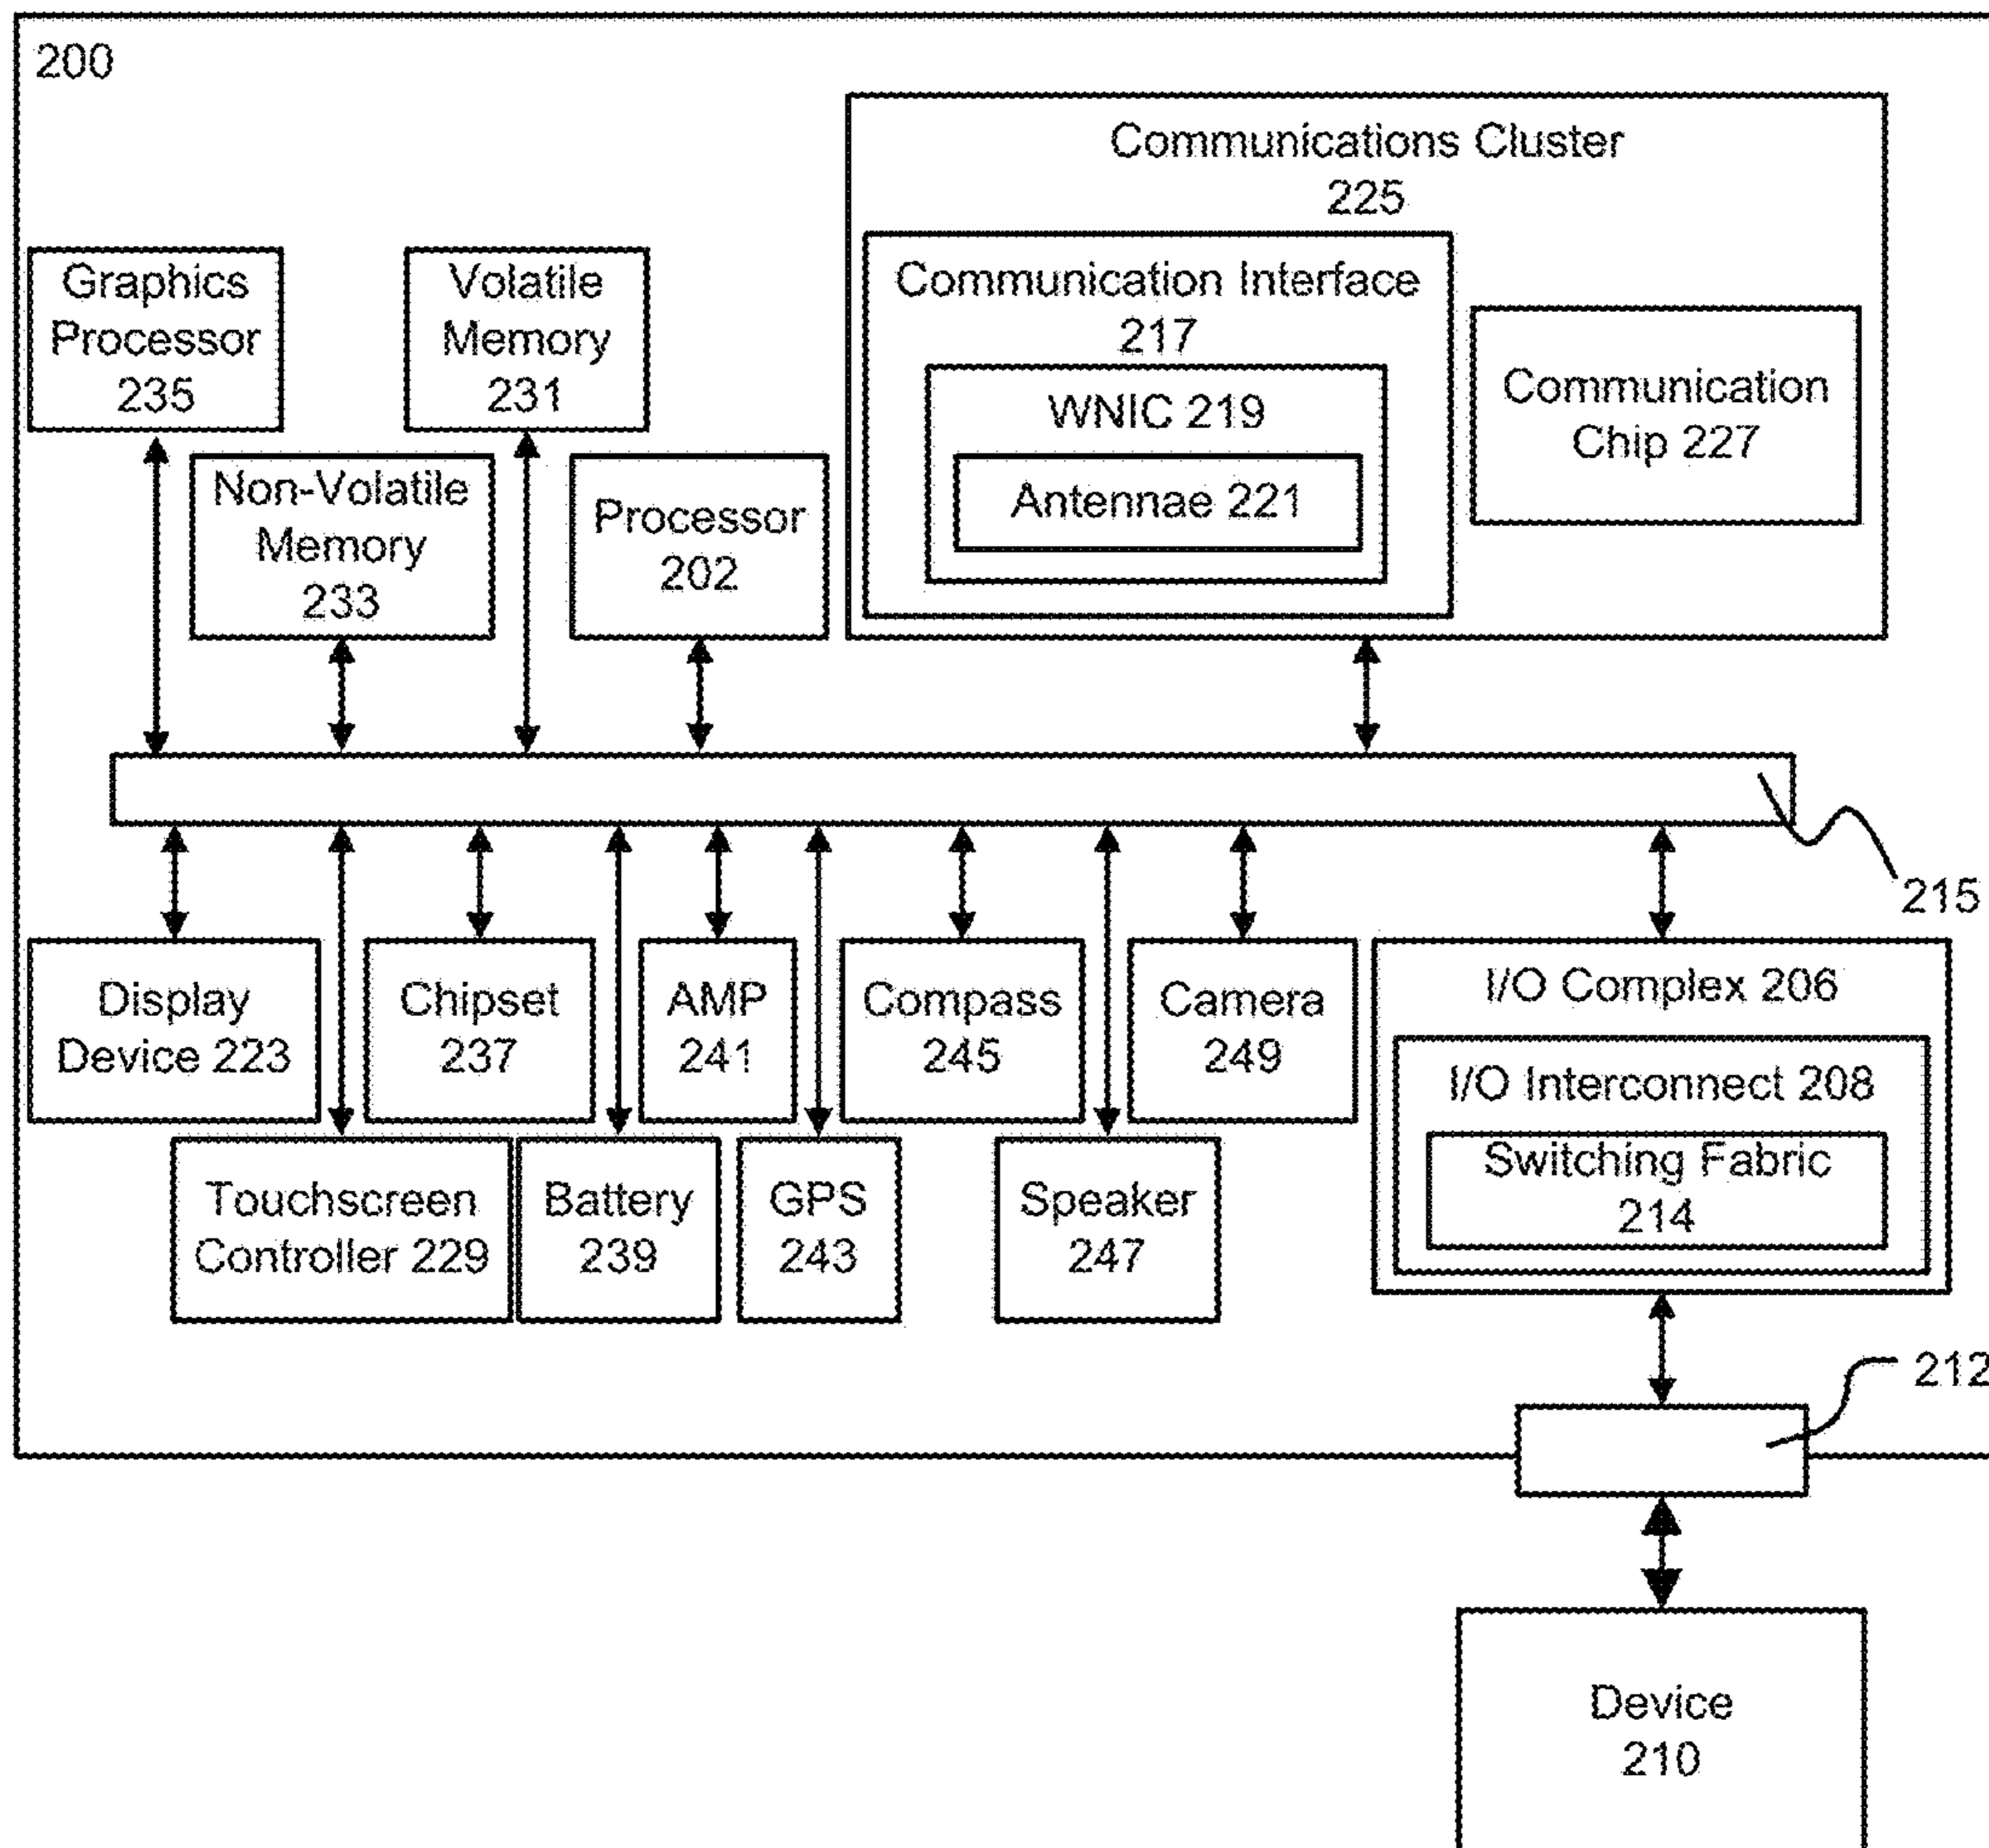 200
Communications Cluster
225
Graphics
Processor
235
Volatile
Memory
231
Communication Interface
217
WNIC 219
Antennae 221
Communication
Chip 227
Non-Volatile
Memory
233
Processor
202
215
Display
Device 223
Chipset
237
AMP
241
Compass
245
Camera
249
I/O Complex 206
I/O Interconnect 208
Switching Fabric
214
Touchscreen
Controller 229
Battery
239
GPS
243
Speaker
247
212
Device
210